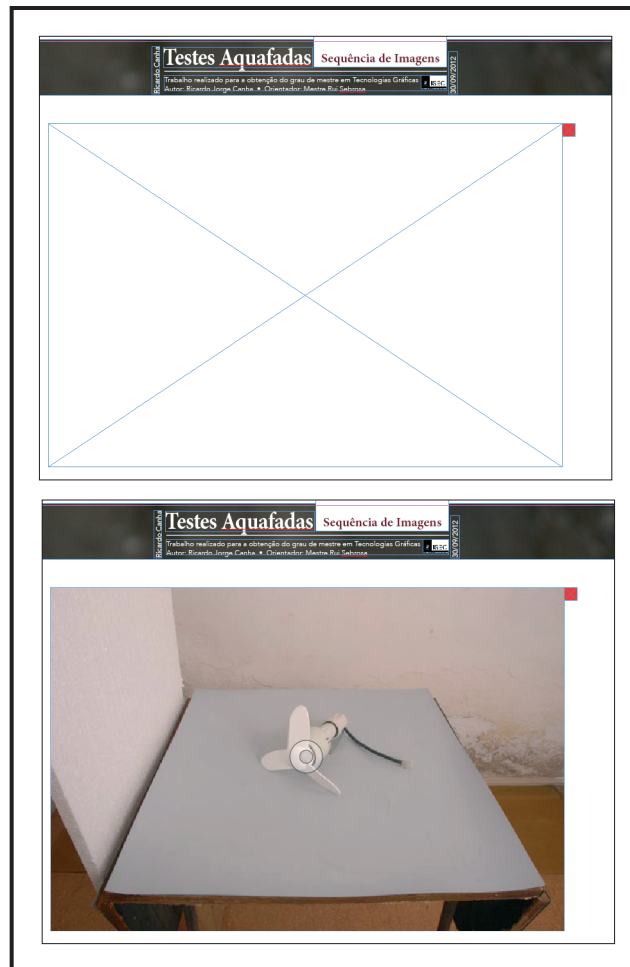 Ricardo Canha
Testes Aquafadas
Sequência de Imagens
Trabalho realizado para a obtenção do grau de mestre em Tecnologias Gráficas
Autor: Ricardo Jorge Canha • Orientador: Mestre Rui Sebrosa
ISEC
30/09/2012
Ricardo Canha
Testes Aquafadas
Sequência de Imagens
Trabalho realizado para a obtenção do grau de mestre em Tecnologias Gráficas
Autor: Ricardo Jorge Canha • Orientador: Mestre Rui Sebrosa
ISEC
30/09/2012